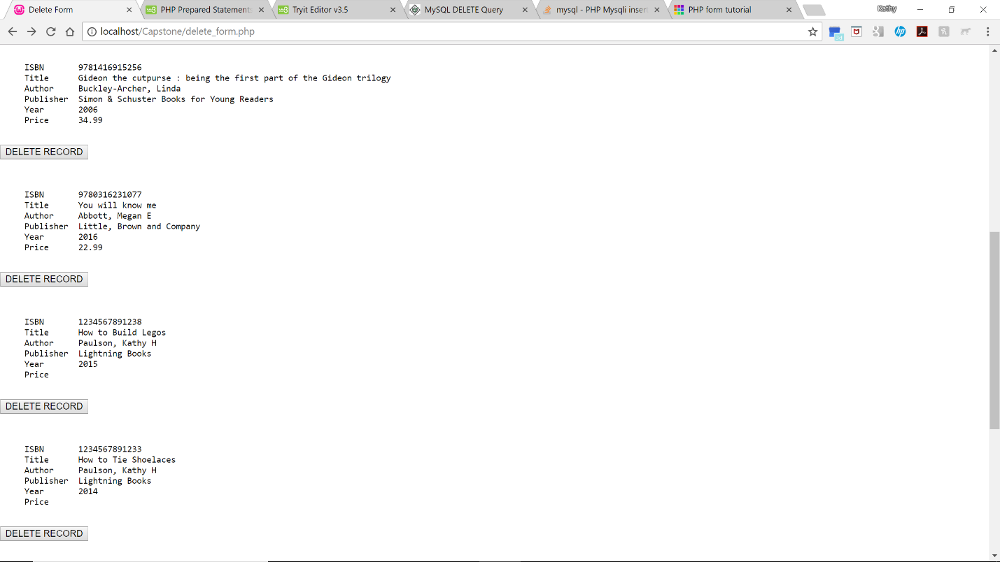 Delete Form
PHP Prepared Statements
Tryit Editor v3.5
MySQL DELETE Query
mysql - PHP Mysqli insert
PHP form tutorial
Kathy
localhost/Capstone/delete_form.php
ISBN 9781416915256
Title Gideon the cutpurse : being the first part of the Gideon trilogy
Author Buckley-Archer, Linda
Publisher Simon & Schuster Books for Young Readers
Year 2006
Price 34.99
DELETE RECORD
ISBN 9780316231077
Title You will know me
Author Abbott, Megan E
Publisher Little, Brown and Company
Year 2016
Price 22.99
DELETE RECORD
ISBN 1234567891238
Title How to Build Legos
Author Paulson, Kathy H
Publisher Lightning Books
Year 2015
Price
DELETE RECORD
ISBN 1234567891233
Title How to Tie Shoelaces
Author Paulson, Kathy H
Publisher Lightning Books
Year 2014
Price
DELETE RECORD